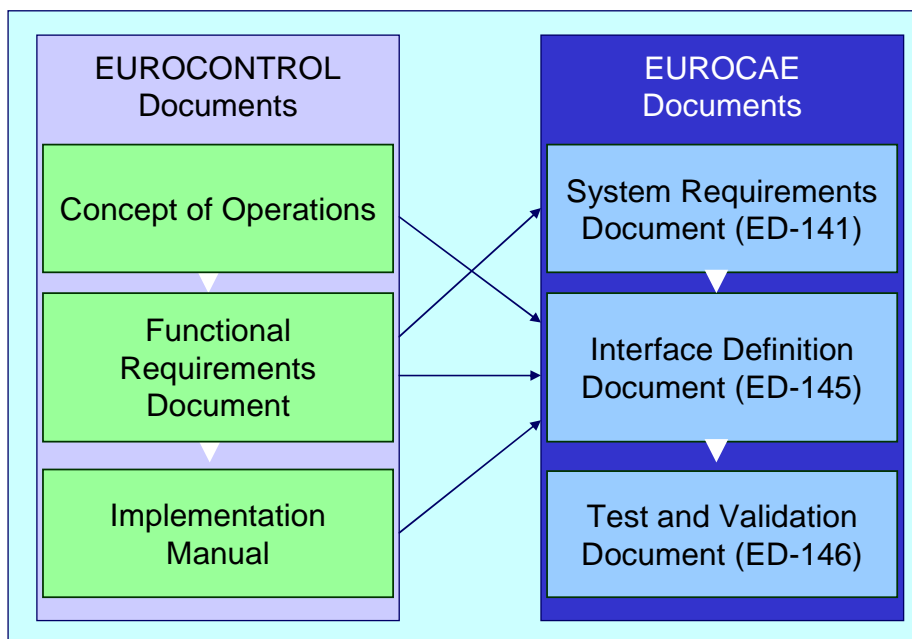 EUROCONTROL
Documents
Concept of Operations
Functional
Requirements
Document
Implementation
Manual
EUROCAE
Documents
System Requirements
Document (ED-141)
Interface Definition
Document (ED-145)
Test and Validation
Document (ED-146)